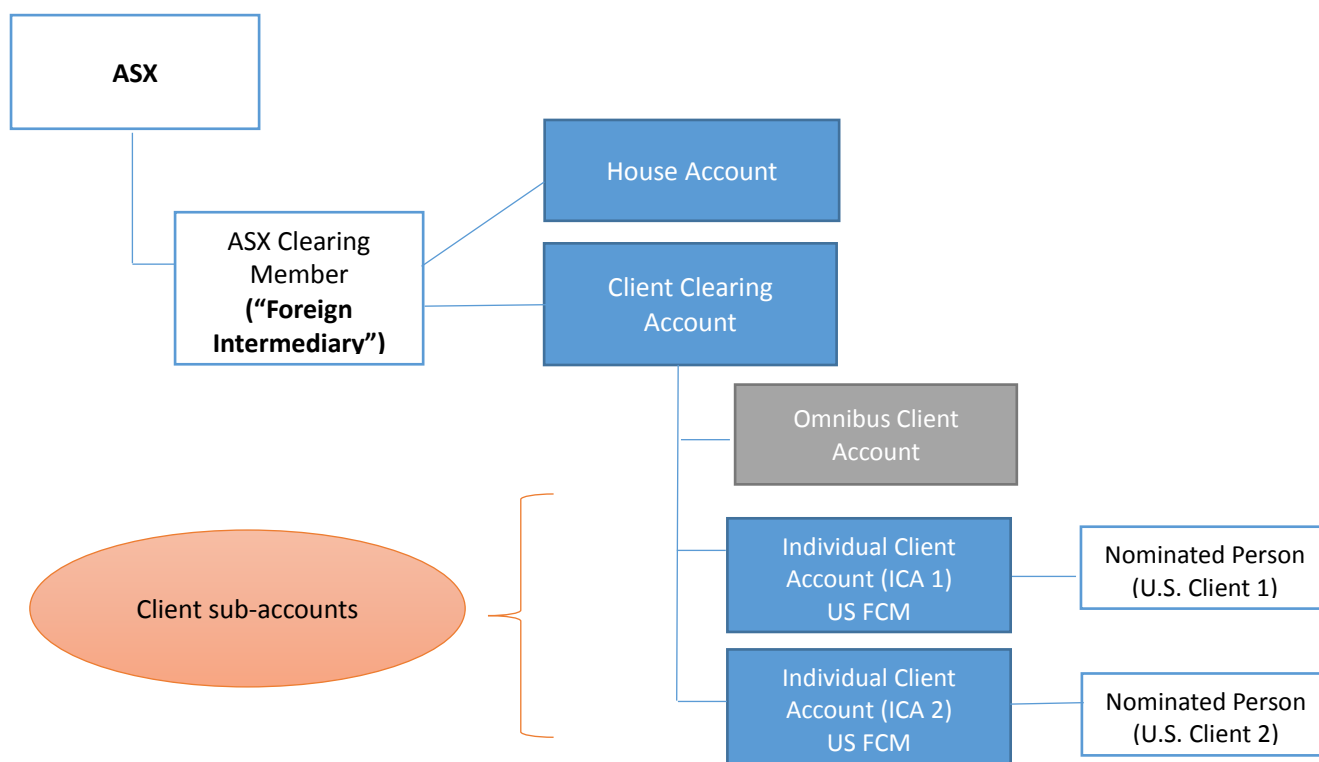 ASX
House Account
ASX Clearing
Member
(“Foreign
Intermediary”)
Client Clearing
Account
Omnibus Client
Account
Client sub-accounts
Individual Client
Account (ICA 1)
US FCM
Nominated Person
(U.S. Client 1)
Individual Client
Account (ICA 2)
US FCM
Nominated Person
(U.S. Client 2)